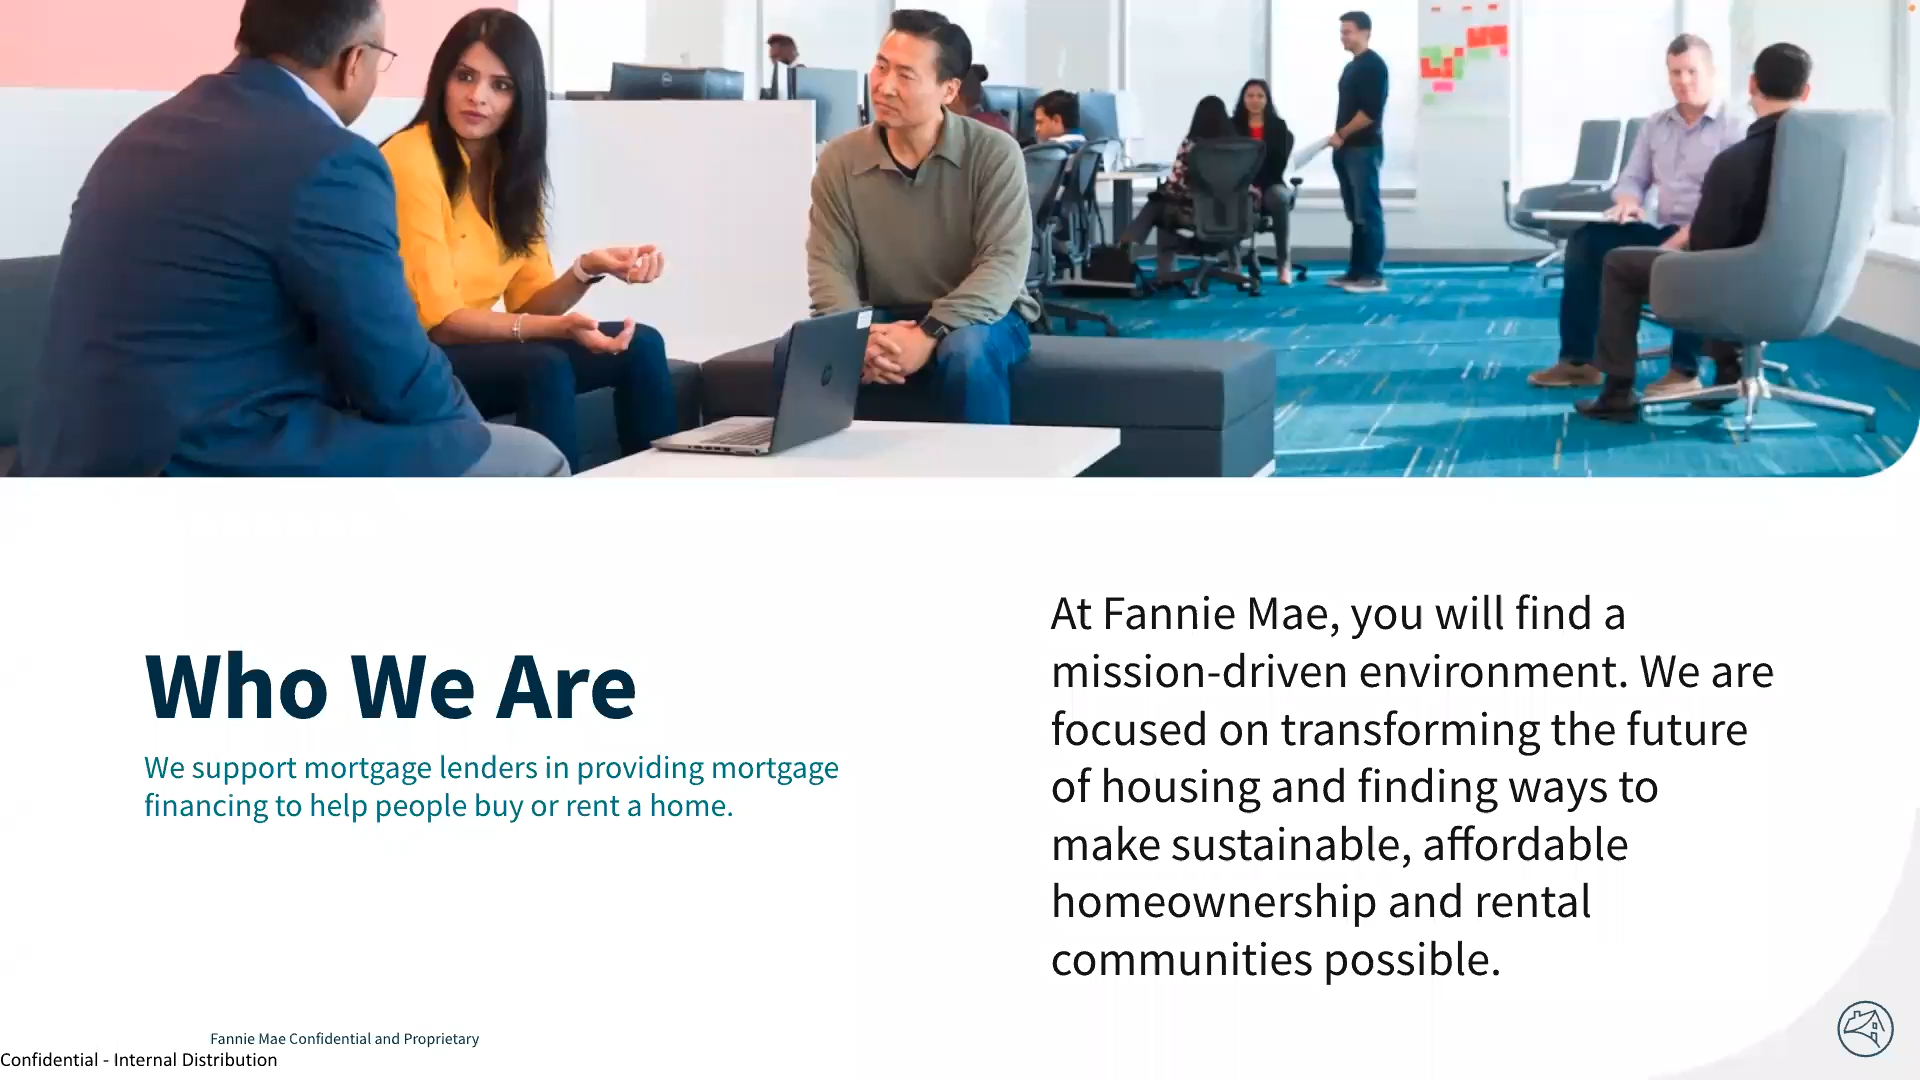 Who We Are
We support mortgage lenders in providing mortgage
financing to help people buy or rent a home.
At Fannie Mae, you will find a
mission-driven environment. We are
focused on transforming the future
of housing and finding ways to
make sustainable, affordable
homeownership and rental
communities possible.
Fannie Mae Confidential and Proprietary
Confidential - Internal Distribution